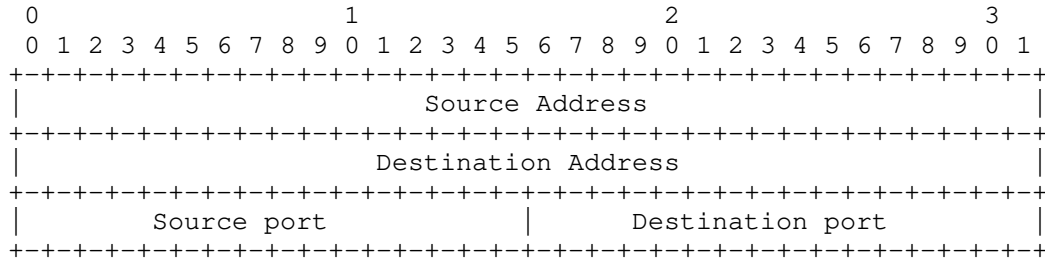 0                   1                   2                   3
0 1 2 3 4 5 6 7 8 9 0 1 2 3 4 5 6 7 8 9 0 1 2 3 4 5 6 7 8 9 0 1
+-+-+-+-+-+-+-+-+-+-+-+-+-+-+-+-+-+-+-+-+-+-+-+-+-+-+-+-+-+-+-+-+
|                         Source Address                        |
+-+-+-+-+-+-+-+-+-+-+-+-+-+-+-+-+-+-+-+-+-+-+-+-+-+-+-+-+-+-+-+-+
|                      Destination Address                      |
+-+-+-+-+-+-+-+-+-+-+-+-+-+-+-+-+-+-+-+-+-+-+-+-+-+-+-+-+-+-+-+-+
|        Source port            |      Destination port         |
+-+-+-+-+-+-+-+-+-+-+-+-+-+-+-+-+-+-+-+-+-+-+-+-+-+-+-+-+-+-+-+-+